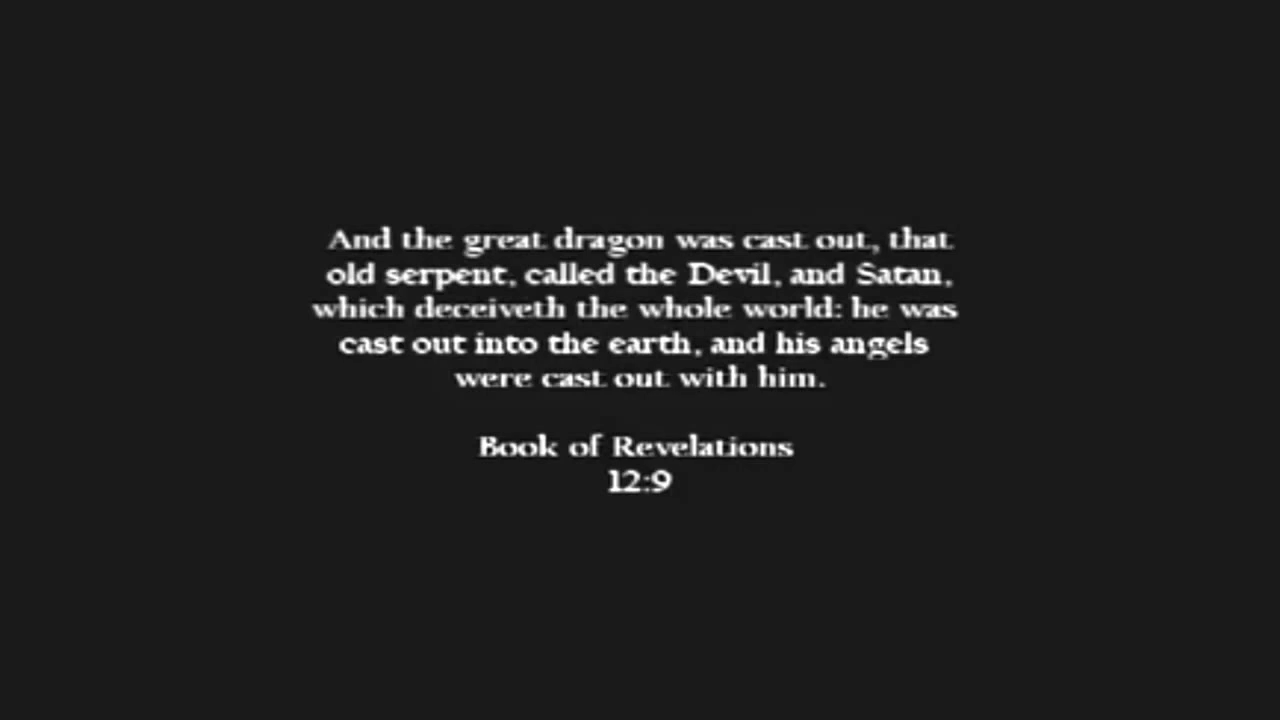 And the great dragon was cast out, that
old serpent, called the Devil, and Satan,
which deceiveth the whole world: he was
cast out into the earth, and his angels
were cast out with him.
Book of Revelations
12:9